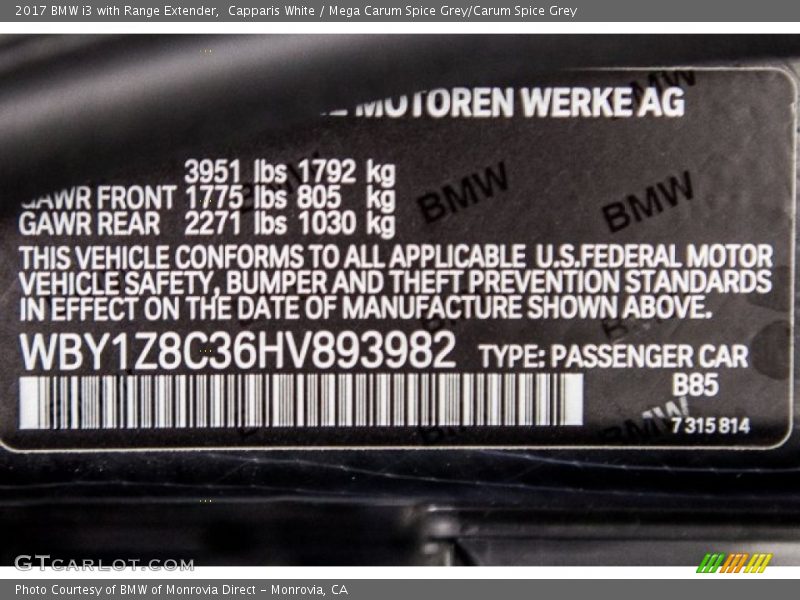 2017 BMW i3 with Range Extender, Capparis White / Mega Carum Spice Grey/Carum Spice Grey
MOTOREN WERKE AG
3951 lbs 1792 kg
GAWR FRONT 1775 lbs 805 kg
GAWR REAR 2271 lbs 1030 kg
BMW BMW
THIS VEHICLE CONFORMS TO ALL APPLICABLE U.S.FEDERAL MOTOR
VEHICLE SAFETY, BUMPER AND THEFT PREVENTION STANDARDS
IN EFFECT ON THE DATE OF MANUFACTURE SHOWN ABOVE.
WBY1Z8C36HV893982 TYPE: PASSENGER CAR
B85
7 315 814
GTCARLOT.COM
Photo Courtesy of BMW of Monrovia Direct - Monrovia, CA